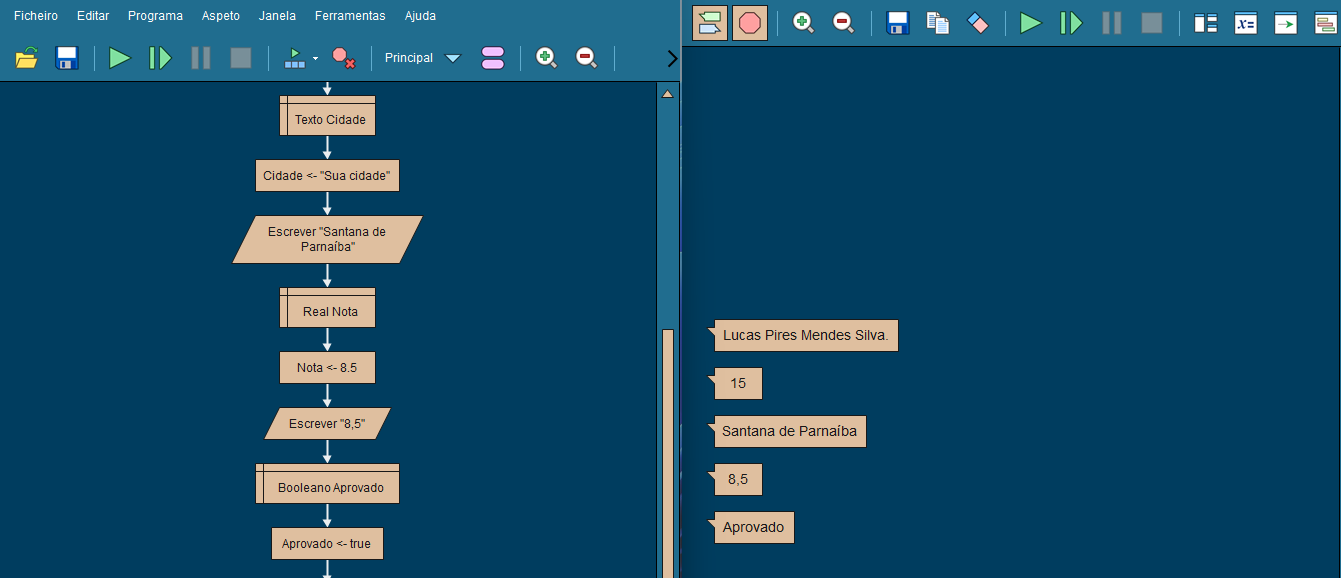 Ficheiro Editar Programa Aspeto Janela Ferramentas Ajuda
Principal
Texto Cidade
Cidade <- "Sua cidade"
Escrever "Santana de
Parnaíba"
Real Nota
Nota <- 8.5
Escrever "8,5"
Booleano Aprovado
Aprovado <- true
x=
Lucas Pires Mendes Silva.
15
Santana de Parnaíba
8,5
Aprovado